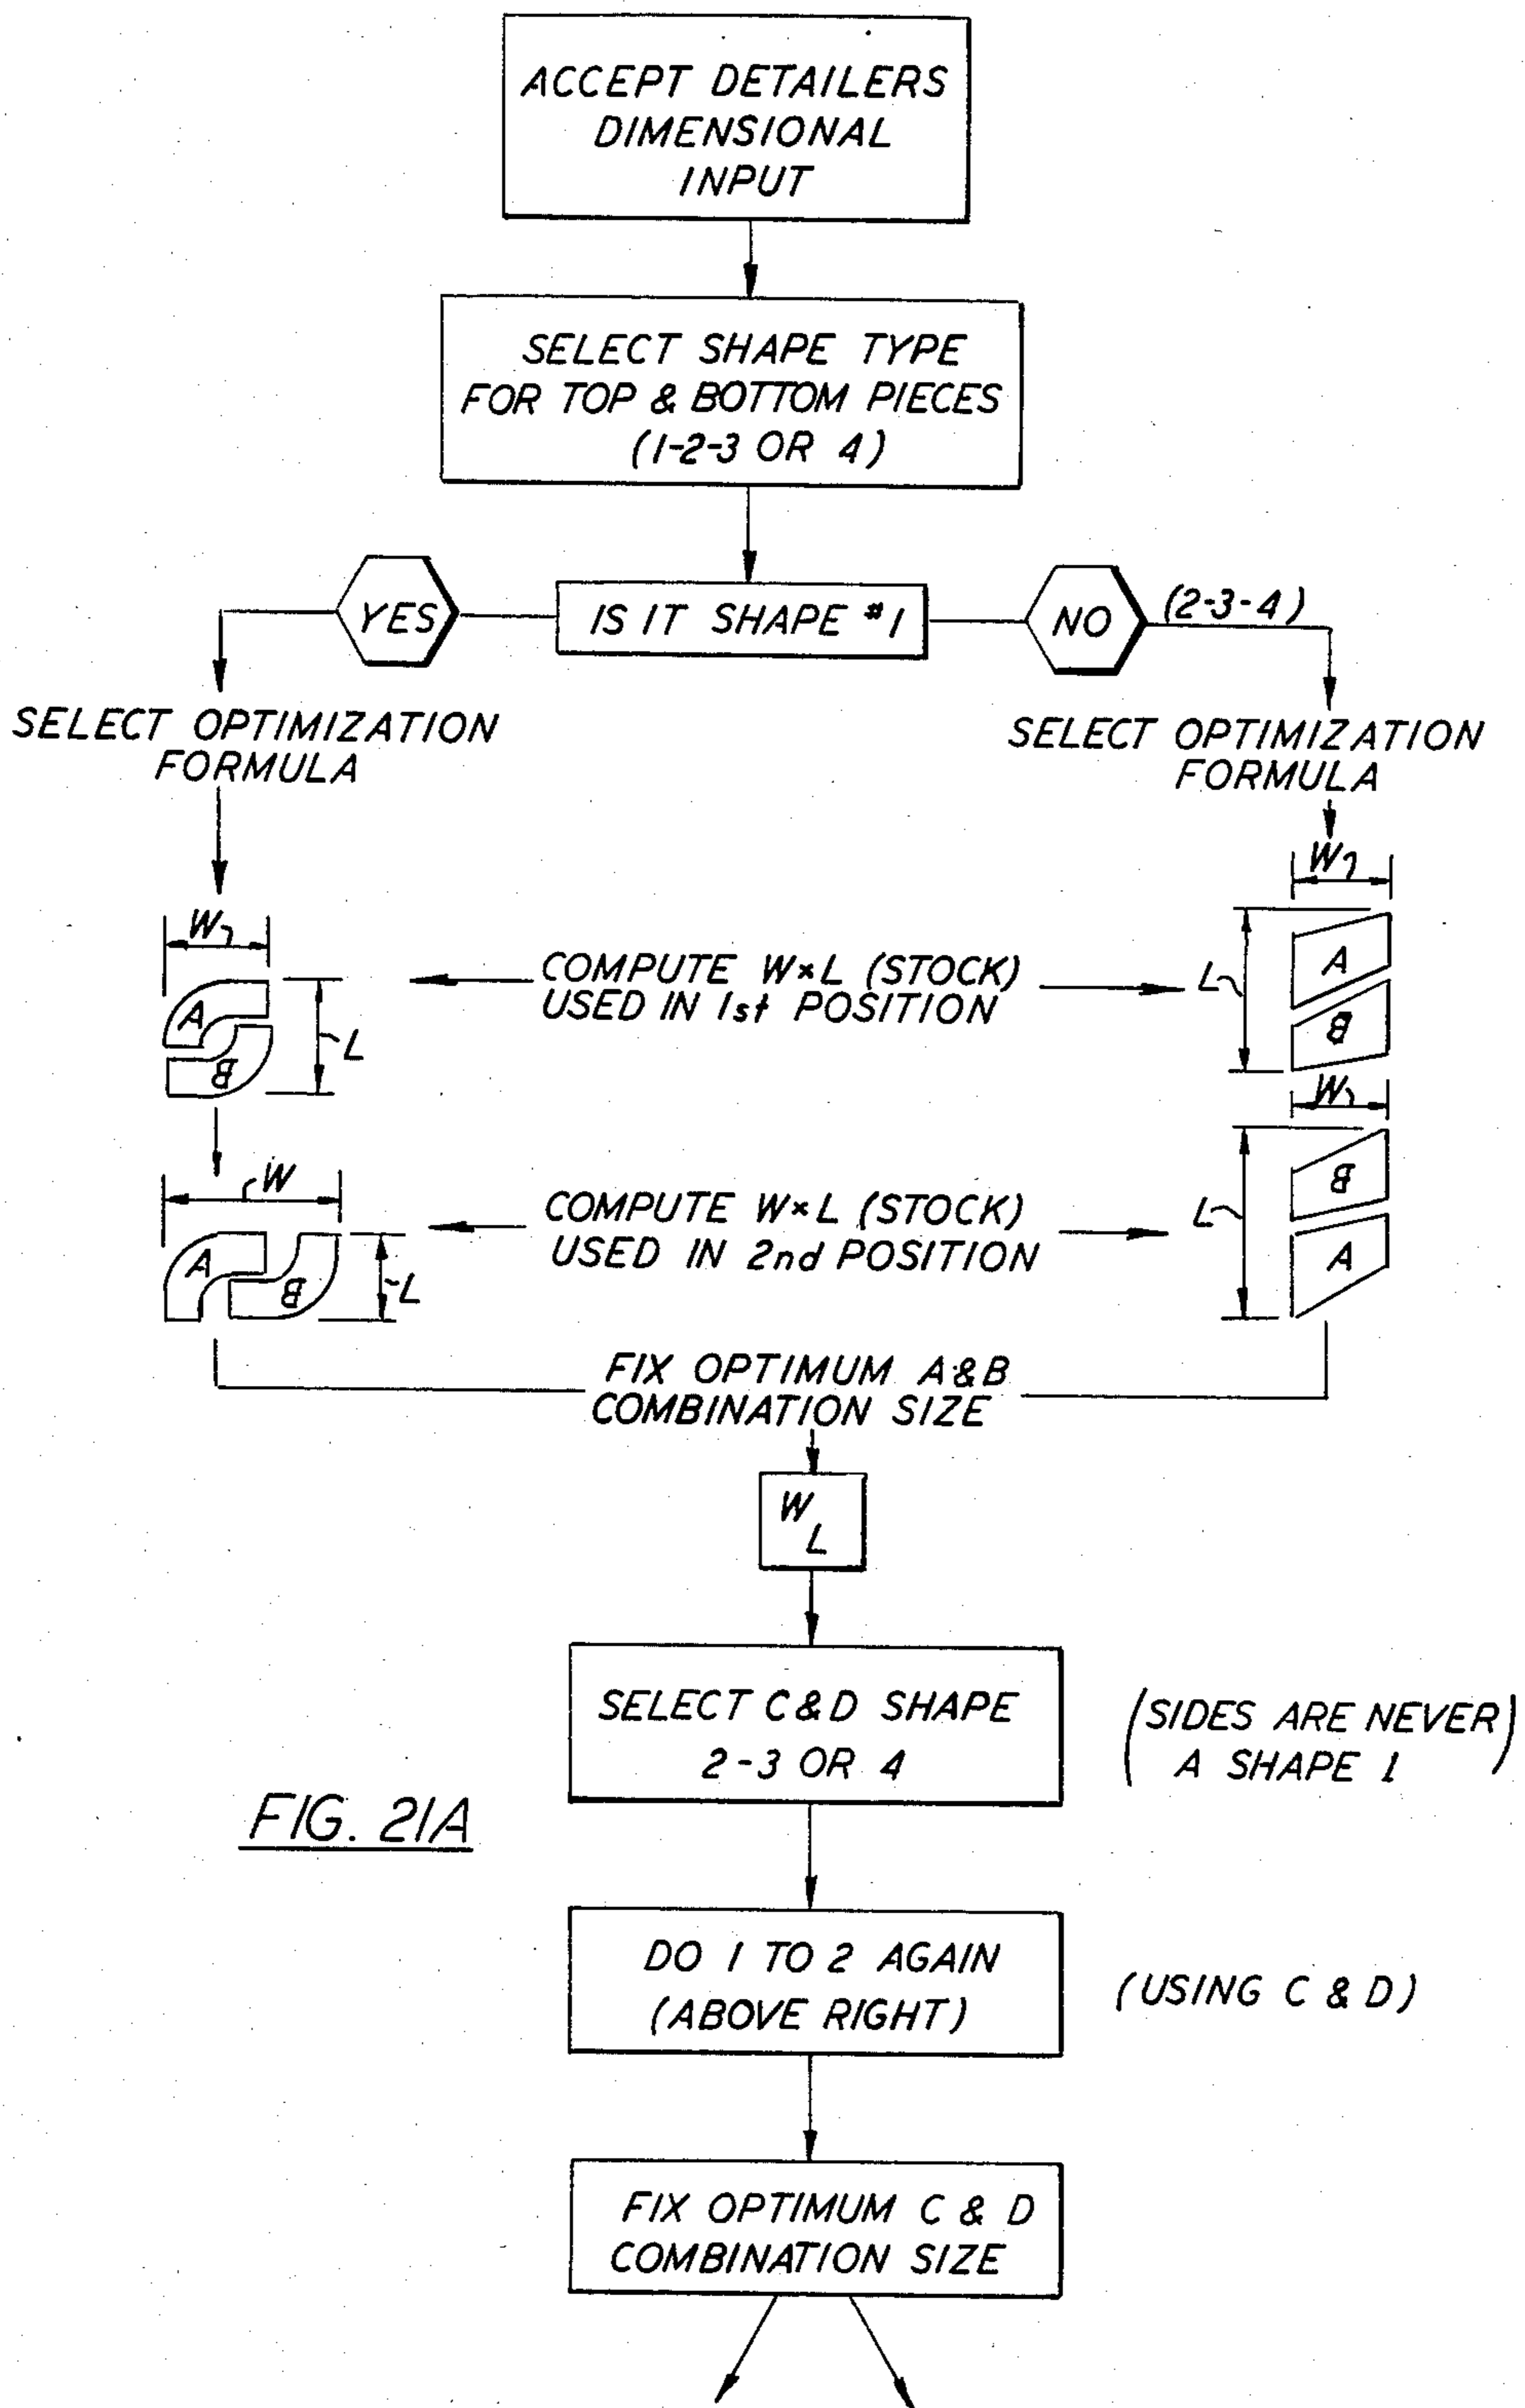 ACCEPT DETAILERS
DIMENSIONAL
INPUT
SELECT SHAPE TYPE
FOR TOP & BOTTOM PIECES
(1-2-3 OR 4)
YES
IS IT SHAPE #1
NO
(2-3-4)
SELECT OPTIMIZATION
FORMULA
SELECT OPTIMIZATION
FORMULA
W
A
B
L
COMPUTE W×L (STOCK)
USED IN 1st POSITION
W
L
A
B
W
A
B
L
COMPUTE W×L (STOCK)
USED IN 2nd POSITION
W
L
B
A
FIX OPTIMUM A&B
COMBINATION SIZE
W
L
SELECT C&D SHAPE
2-3 OR 4
(SIDES ARE NEVER)
A SHAPE 1
FIG. 21A
DO 1 TO 2 AGAIN
(ABOVE RIGHT)
(USING C & D)
FIX OPTIMUM C & D
COMBINATION SIZE